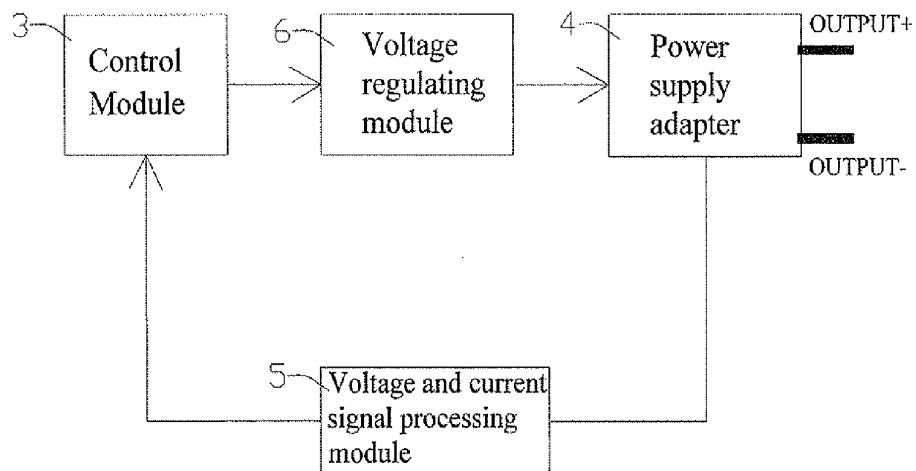 3
Control
Module
6
Voltage
regulating
module
4
Power
supply
adapter
OUTPUT+
OUTPUT-
5
Voltage and current
signal processing
module